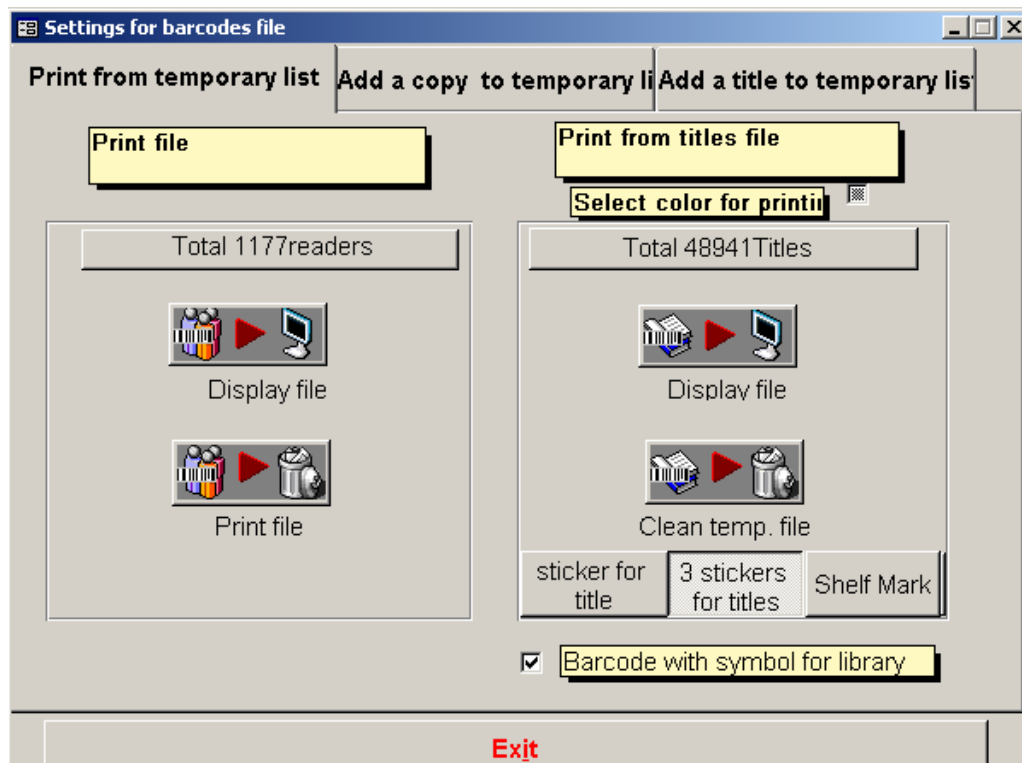 Settings for barcodes file
Print from temporary list
Add a copy to temporary li
Add a title to temporary lis
Print file
Print from titles file
Select color for printin
Total 1177readers
Total 48941Titles
Display file
Display file
Print file
Clean temp. file
sticker for
title
3 stickers
for titles
Shelf Mark
Barcode with symbol for library
Exit